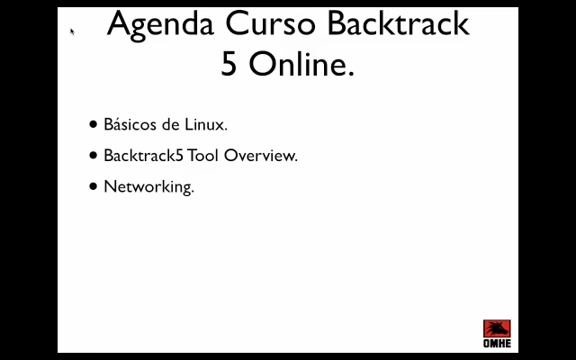 Agenda Curso Backtrack
5 Online.
• Básicos de Linux.
• Backtrack5 Tool Overview.
• Networking.
OMHE